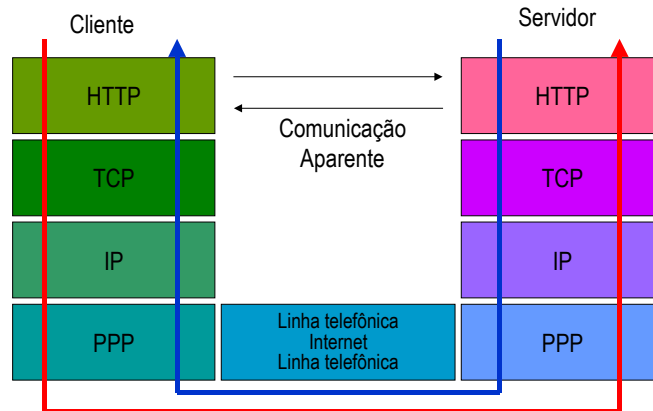 Cliente
Servidor
HTTP
HTTP
Comunicação
Aparente
TCP
TCP
IP
IP
PPP
Linha telefônica
Internet
Linha telefônica
PPP